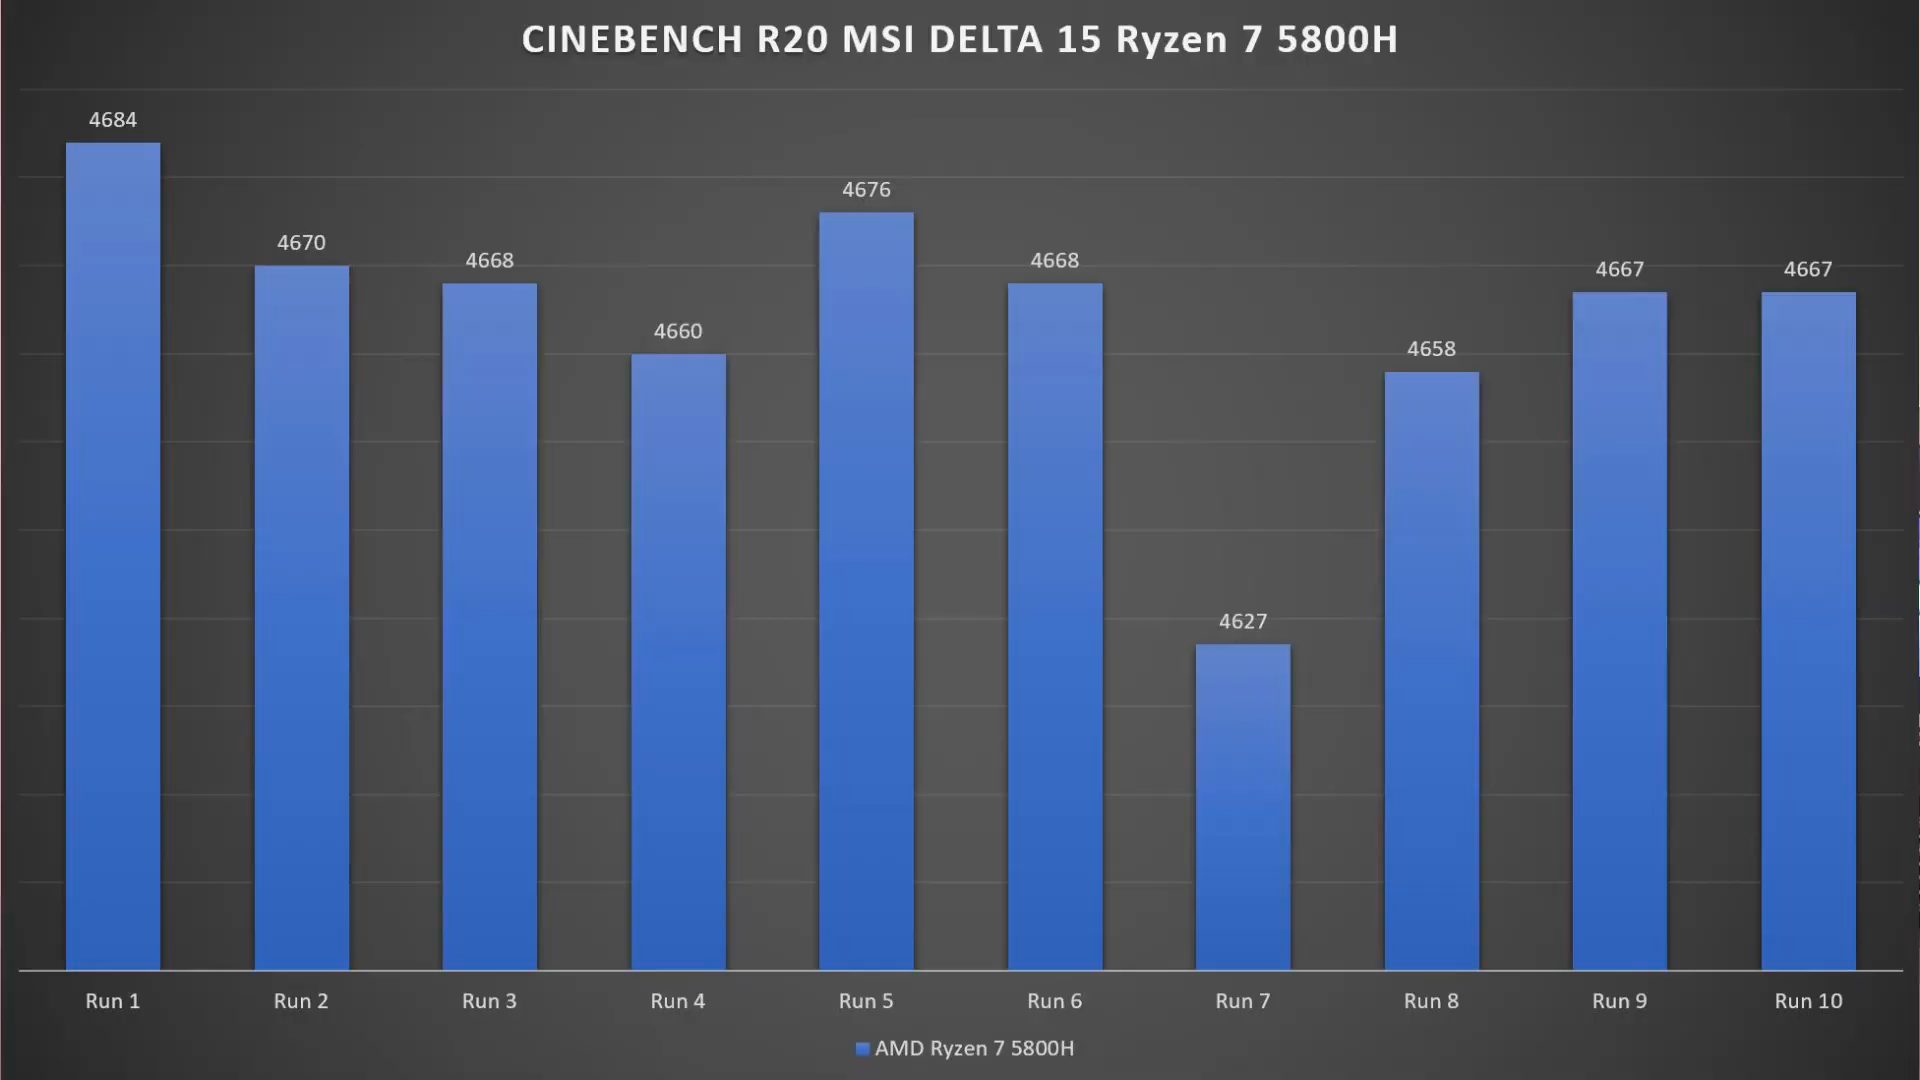 CINEBENCH R20 MSI DELTA 15 Ryzen 7 5800H
4684
4670
4668
4660
4676
4668
4627
4658
4667
4667
Run 1
Run 2
Run 3
Run 4
Run 5
Run 6
Run 7
Run 8
Run 9
Run 10
AMD Ryzen 7 5800H